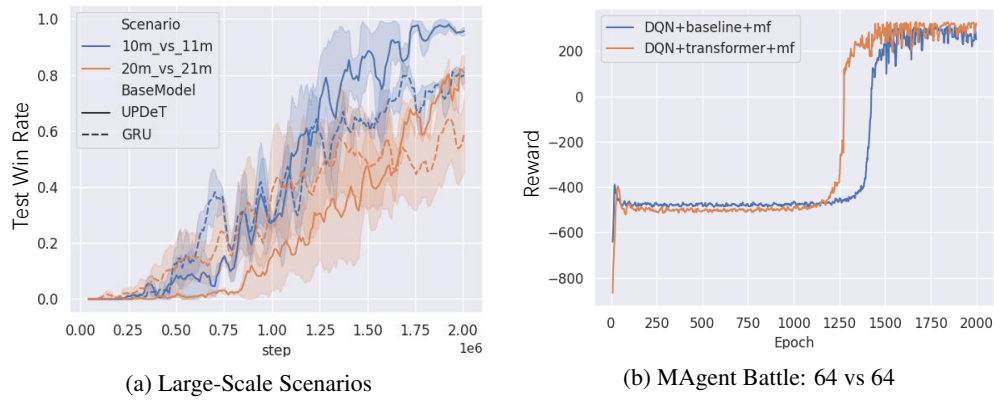 Scenario
10m_vs_11m
20m_vs_21m
BaseModel
UPDeT
GRU
Test Win Rate
1.0
0.8
0.6
0.4
0.2
0.0
0.00 0.25 0.50 0.75 1.00 1.25 1.50 1.75 2.00
step
1e6
(a) Large-Scale Scenarios
DQN+baseline+mf
DQN+transformer+mf
Reward
200
0
−200
−400
−600
−800
0 250 500 750 1000 1250 1500 1750 2000
Epoch
(b) MAgent Battle: 64 vs 64